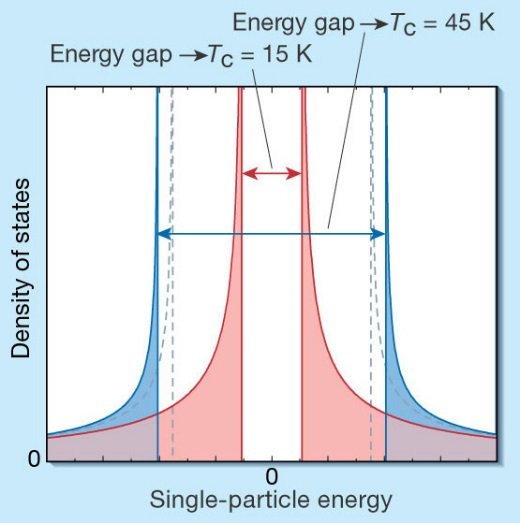 Energy gap →Tc = 45 K
Energy gap →Tc = 15 K
Density of states
0
0
Single-particle energy